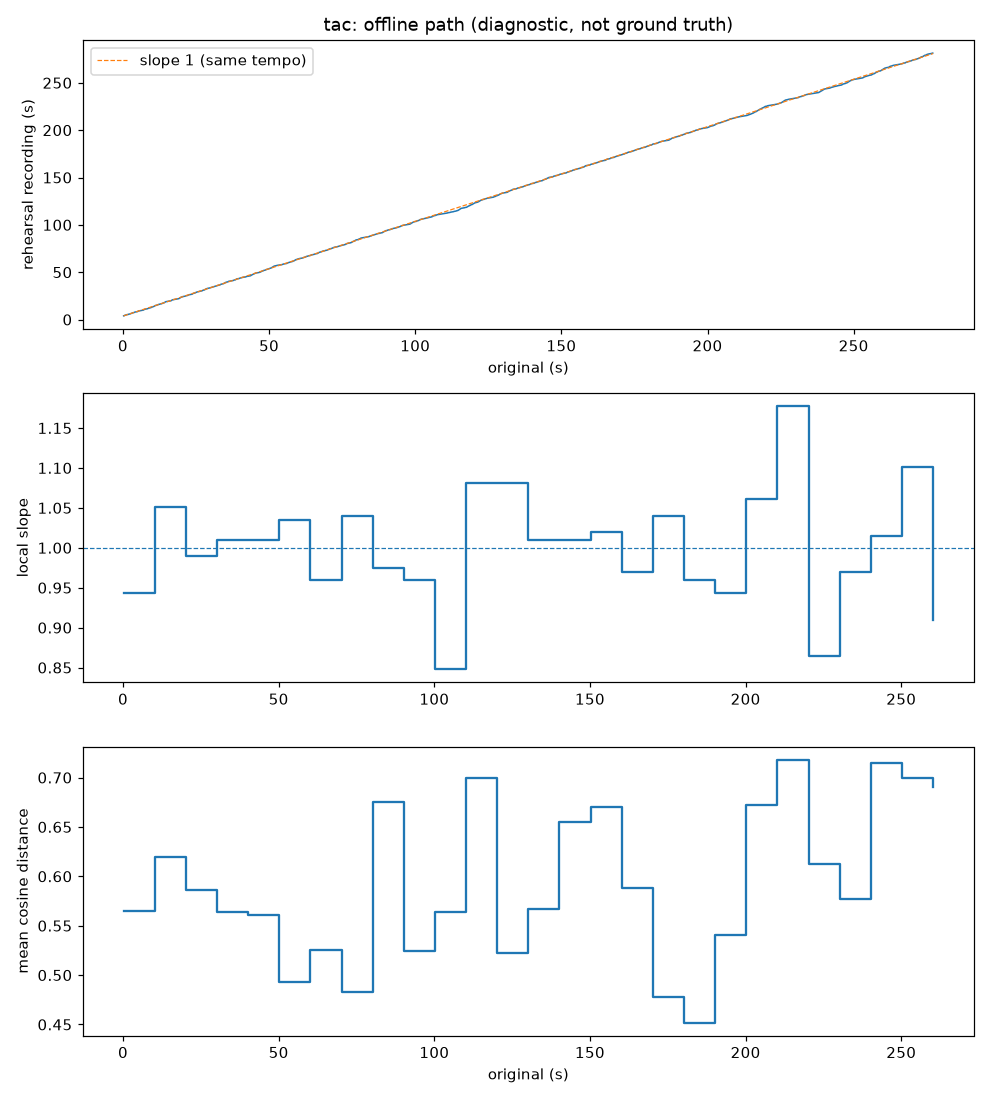 tac: offline path (diagnostic, not ground truth)
slope 1 (same tempo)
rehearsal recording (s)
250
200
150
100
50
0
0 50 100 150 200 250
original (s)
local slope
1.15
1.10
1.05
1.00
0.95
0.90
0.85
0 50 100 150 200 250
mean cosine distance
0.70
0.65
0.60
0.55
0.50
0.45
0 50 100 150 200 250
original (s)